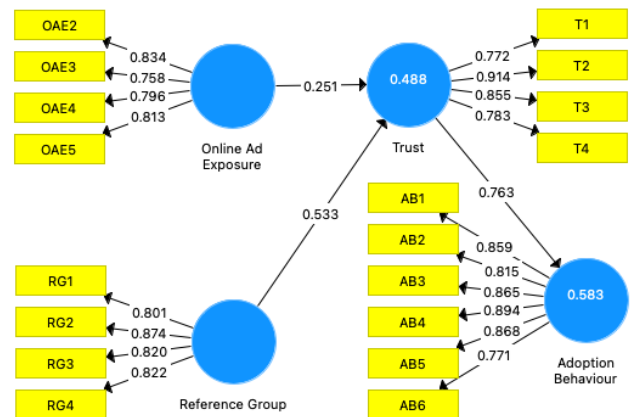 OAE2
OAE3
OAE4
OAE5
0.834
0.758
0.796
0.813
Online Ad
Exposure
0.251
0.488
Trust
0.772
0.914
0.855
0.783
T1
T2
T3
T4
0.533
0.763
RG1
RG2
RG3
RG4
0.801
0.874
0.820
0.822
Reference Group
AB1
AB2
AB3
AB4
AB5
AB6
0.859
0.815
0.865
0.894
0.868
0.771
0.583
Adoption
Behaviour